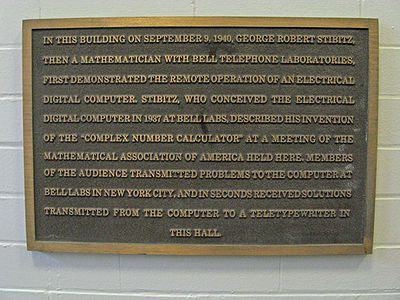 IN THIS BUILDING ON SEPTEMBER 9, 1940, GEORGE ROBERT STIBITZ,
THEN A MATHEMATICIAN WITH BELL TELEPHONE LABORATORIES,
FIRST DEMONSTRATED THE REMOTE OPERATION OF AN ELECTRICAL
DIGITAL COMPUTER. STIBITZ, WHO CONCEIVED THE ELECTRICAL
DIGITAL COMPUTER IN 1937 AT BELL LABS, DESCRIBED HIS INVENTION
OF THE "COMPLEX NUMBER CALCULATOR" AT A MEETING OF THE
MATHEMATICAL ASSOCIATION OF AMERICA HELD HERE. MEMBERS
OF THE AUDIENCE TRANSMITTED PROBLEMS TO THE COMPUTER AT
BELL LABS IN NEW YORK CITY, AND IN SECONDS RECEIVED SOLUTIONS
TRANSMITTED FROM THE COMPUTER TO A TELETYPEWRITER IN
THIS HALL.